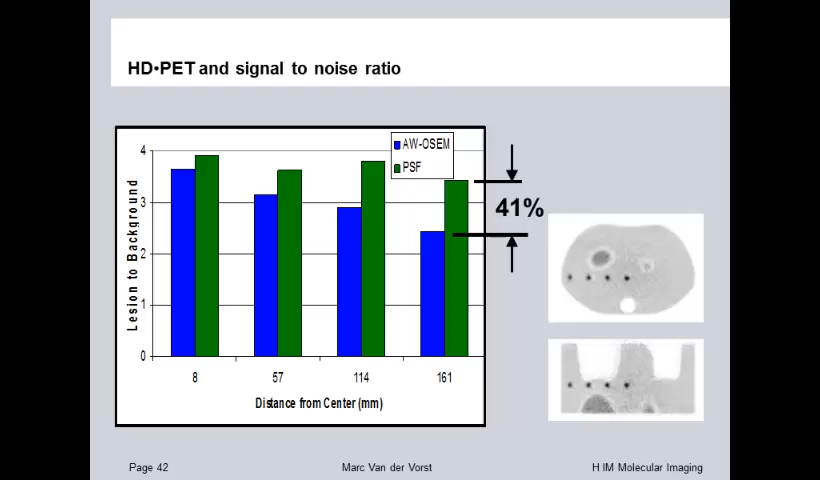 HD•PET and signal to noise ratio
AW-OSEM
PSF
4
3
2
1
0
Lesion to Background
8 57 114 161
Distance from Center (mm)
41%
Page 42 Marc Van der Vorst H IM Molecular Imaging